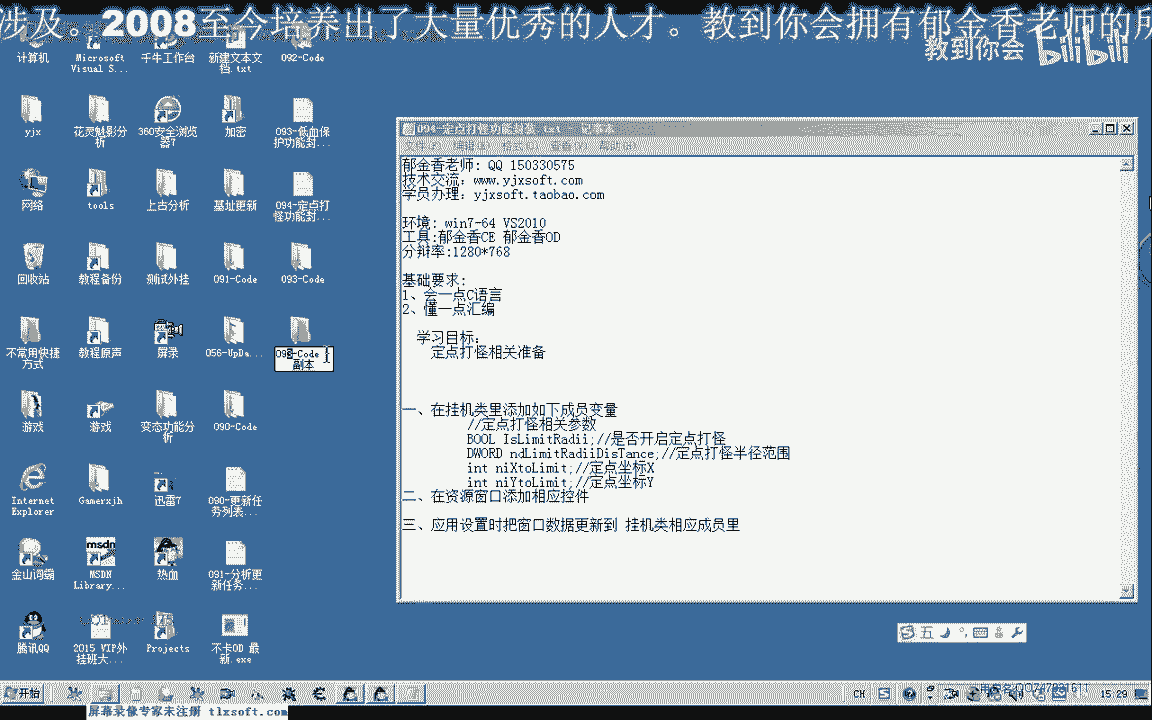 涉及。2008至今培养出了大量优秀的人才。教到你会拥有郁金香老师的所
教到你会 bilibili
计算机
Microsoft Visual S...
千牛工作台
新建文本文档.txt
092-Code
yjx
花灵魅影分析
360安全浏览器7
加密
093-低血保护功能封...
网络
tools
上古分析
基址更新
094-定点打怪功能封...
回收站
教程备份
测试外挂
091-Code
093-Code
不常用快捷方式
教程原声
屏录
056-UpDa...
副本
游戏
游戏
变态功能分析
090-Code
Internet Explorer
Gamerxjh
迅雷7
090-更新任务列表...
金山词霸
MSDN Library...
热血
091-分析更新任务...
腾讯QQ
2015 VIP外挂班大...
Projects
不卡OD 最新.exe
094-定点打怪功能封装.txt - 记事本
文件(F) 编辑(E) 格式(O) 查看(V) 帮助(H)
郁金香老师: QQ 150330575
技术交流: www.yjxsoft.com
学员办理: yjxsoft.taobao.com
环境: win7-64 VS2010
工具:郁金香CE 郁金香OD
分辩率:1280*768
基础要求:
1、会一点C语言
2、懂一点汇编
学习目标:
定点打怪相关准备
一、在挂机类里添加如下成员变量
//定点打怪相关参数
BOOL IsLimitRadii;//是否开启定点打怪
DWORD ndLimitRadiiDisTance;//定点打怪半径范围
int niXtoLimit;//定点坐标X
int niYtoLimit;//定点坐标Y
二、在资源窗口添加相应控件
三、应用设置时把窗口数据更新到 挂机类相应成员里
五
开始
CH
15:29
屏幕录像专家未注册 tlxsoft.com